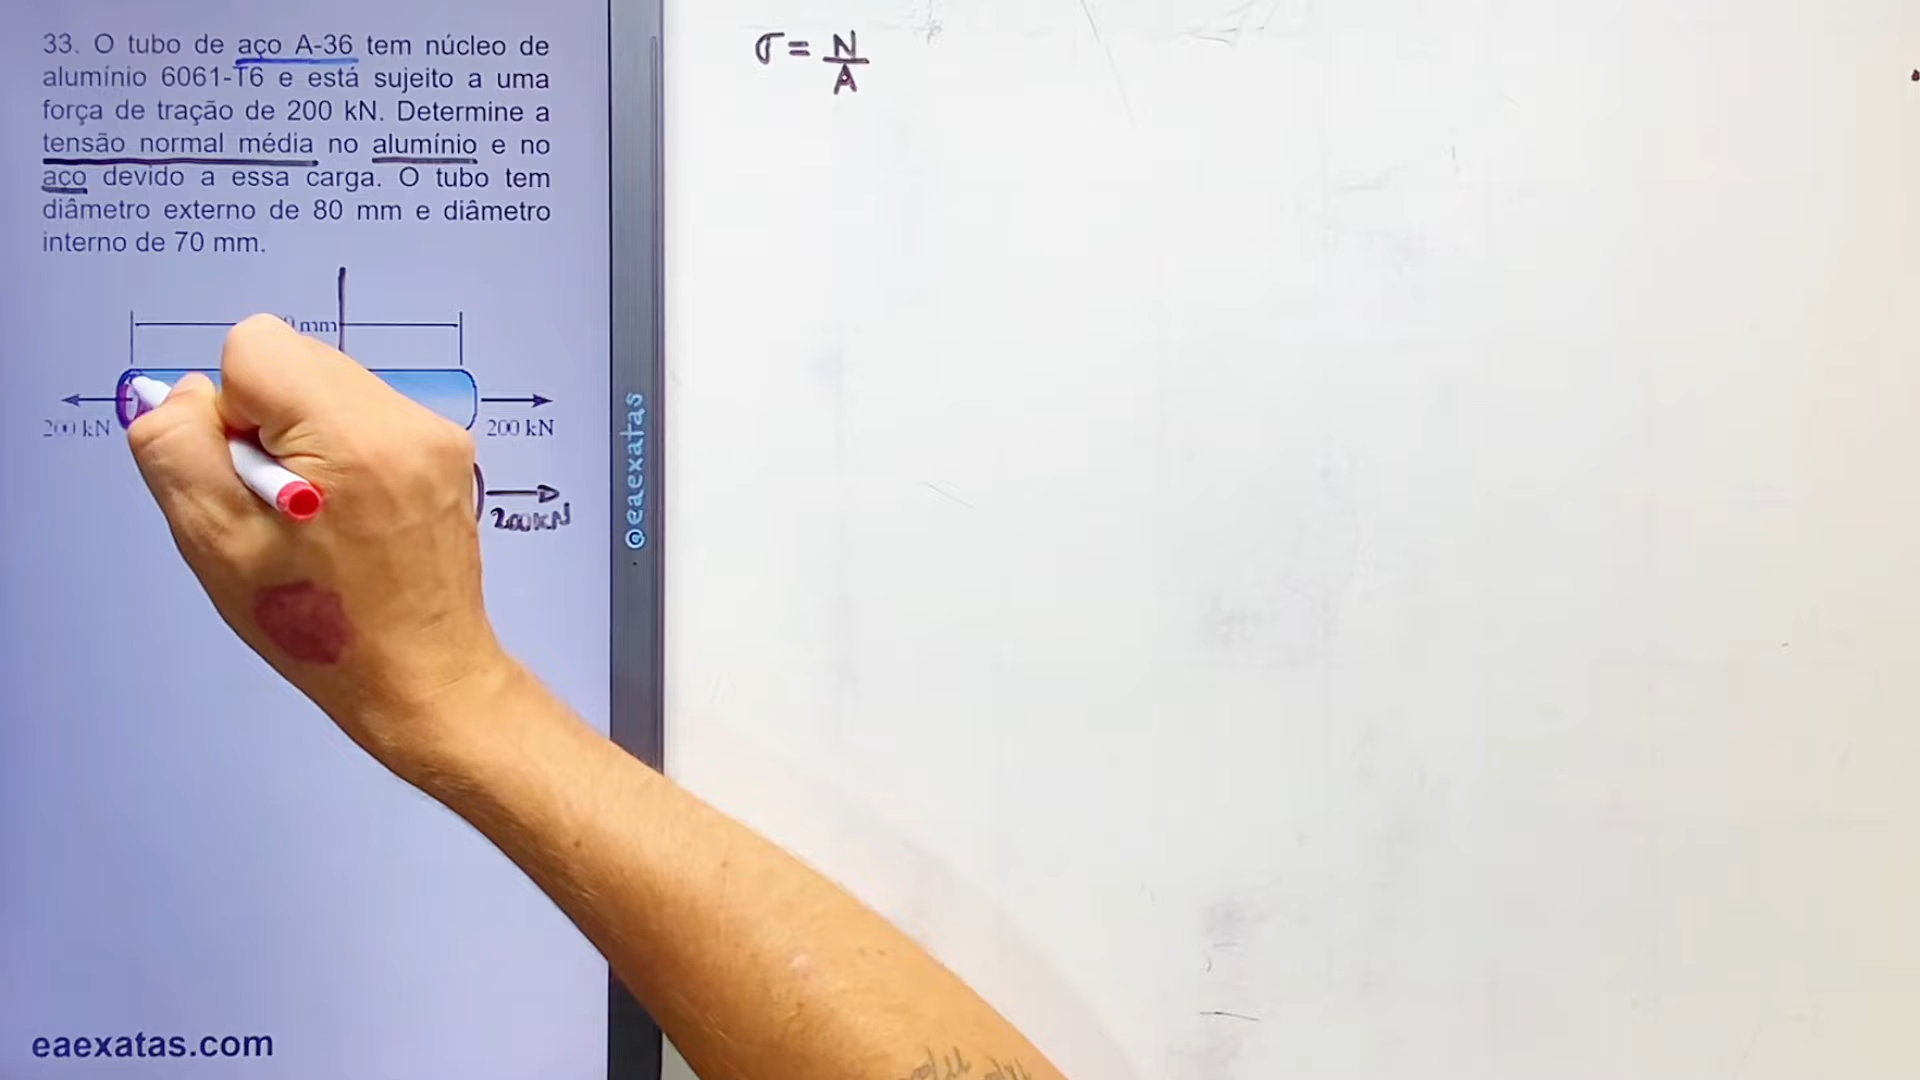 33. O tubo de aço A-36 tem núcleo de
alumínio 6061-T6 e está sujeito a uma
força de tração de 200 kN. Determine a
tensão normal média no alumínio e no
aço devido a essa carga. O tubo tem
diâmetro externo de 80 mm e diâmetro
interno de 70 mm.
mm
200 kN
200 kN
200KN
eaexatas.com
@eaexatas
σ = N
A